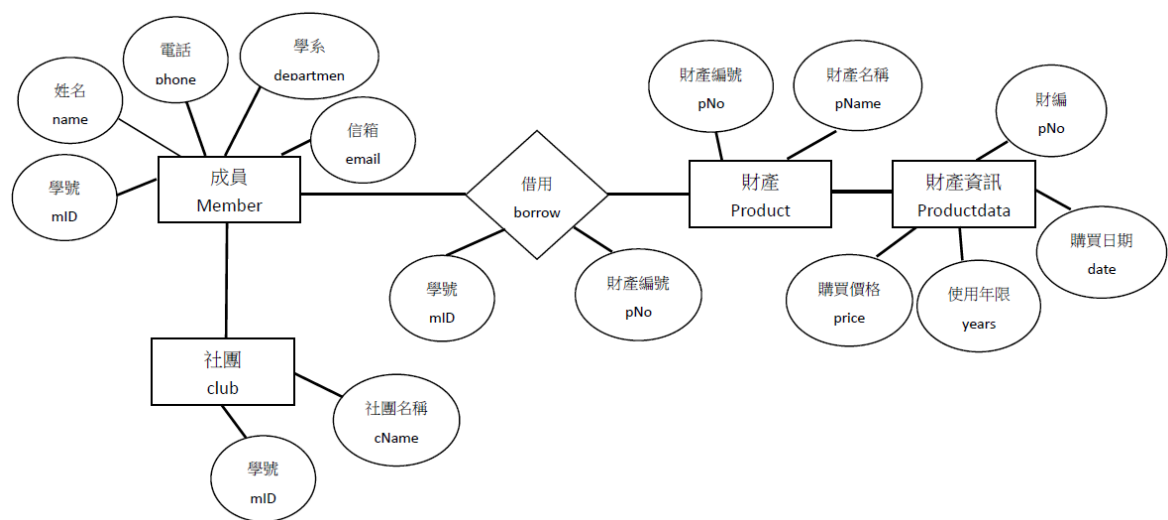 電話
phone
學系
departmen
姓名
name
信箱
email
學號
mID
成員
Member
借用
borrow
學號
mID
財產編號
pNo
財產編號
pNo
財產名稱
pName
財產
Product
財產資訊
Productdata
財編
pNo
購買日期
date
購買價格
price
使用年限
years
社團
club
社團名稱
cName
學號
mID